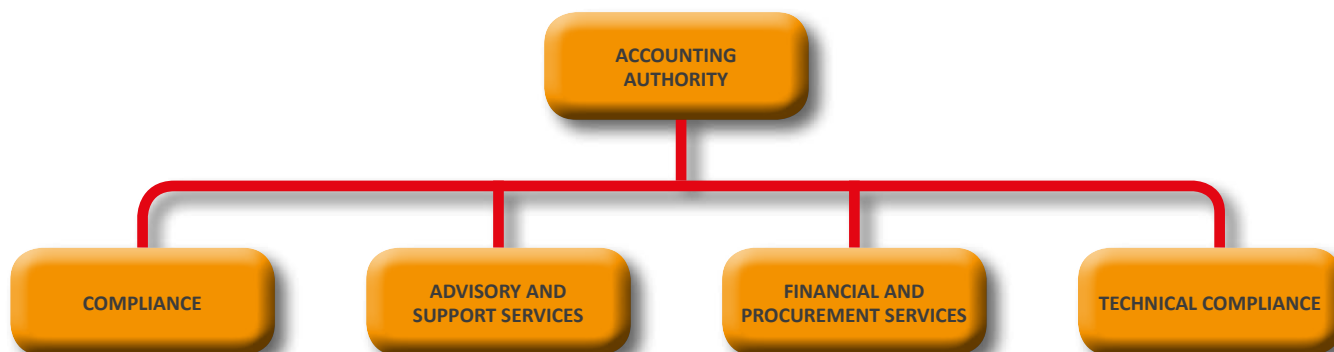 ACCOUNTING
AUTHORITY
COMPLIANCE
ADVISORY AND
SUPPORT SERVICES
FINANCIAL AND
PROCUREMENT SERVICES
TECHNICAL COMPLIANCE